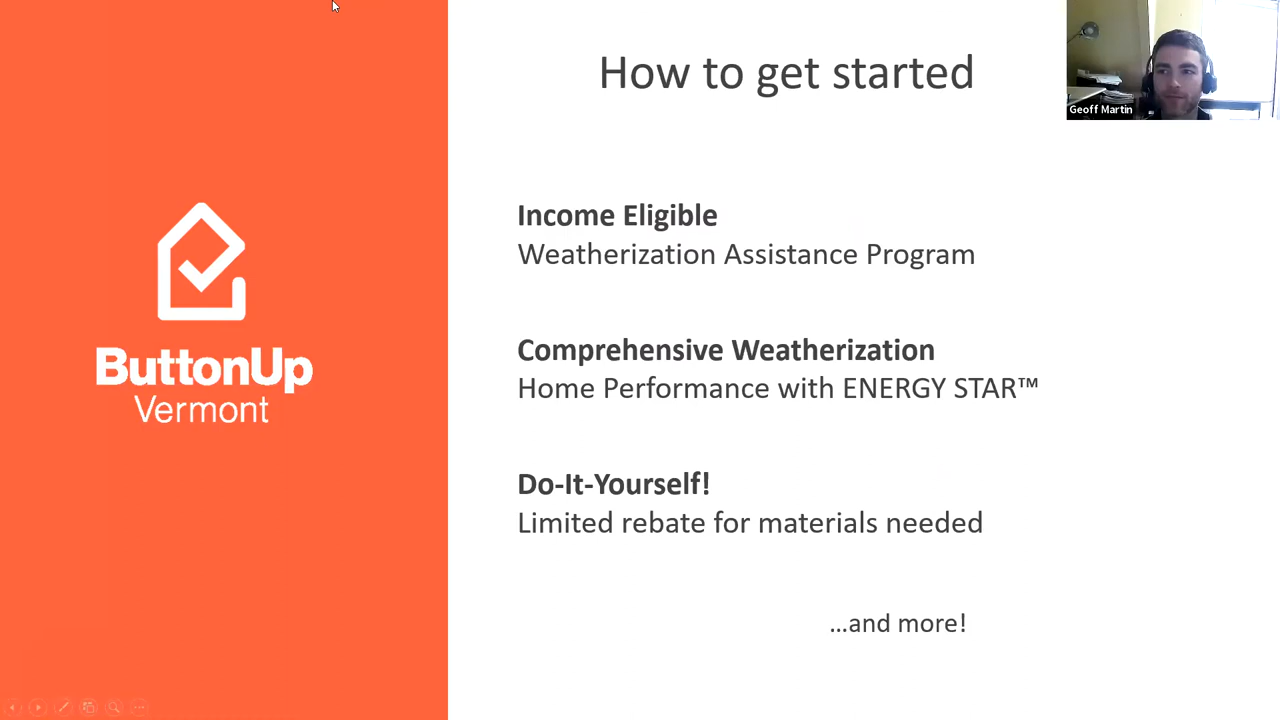 How to get started
Geoff Martin
Income Eligible
Weatherization Assistance Program
Comprehensive Weatherization
Home Performance with ENERGY STAR™
Do-It-Yourself!
Limited rebate for materials needed
...and more!
ButtonUp
Vermont